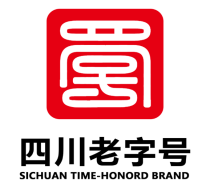 四川老字号
SICHUAN TIME-HONORD BRAND